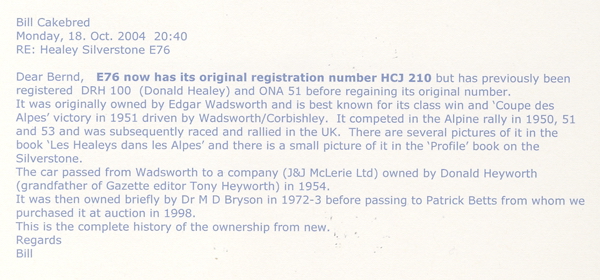 Bill Cakebred
Monday, 18. Oct. 2004  20:40
RE: Healey Silverstone E76
Dear Bernd,   E76 now has its original registration number HCJ 210 but has previously been
registered  DRH 100  (Donald Healey) and ONA 51 before regaining its original number.
It was originally owned by Edgar Wadsworth and is best known for its class win and ‘Coupe des
Alpes’ victory in 1951 driven by Wadsworth/Corbishley.  It competed in the Alpine rally in 1950, 51
and 53 and was subsequently raced and rallied in the UK.  There are several pictures of it in the
book ‘Les Healeys dans les Alpes’ and there is a small picture of it in the ‘Profile’ book on the
Silverstone.
The car passed from Wadsworth to a company (J&J McLerie Ltd) owned by Donald Heyworth
(grandfather of Gazette editor Tony Heyworth) in 1954.
It was then owned briefly by Dr M D Bryson in 1972-3 before passing to Patrick Betts from whom we
purchased it at auction in 1998.
This is the complete history of the ownership from new.
Regards
Bill